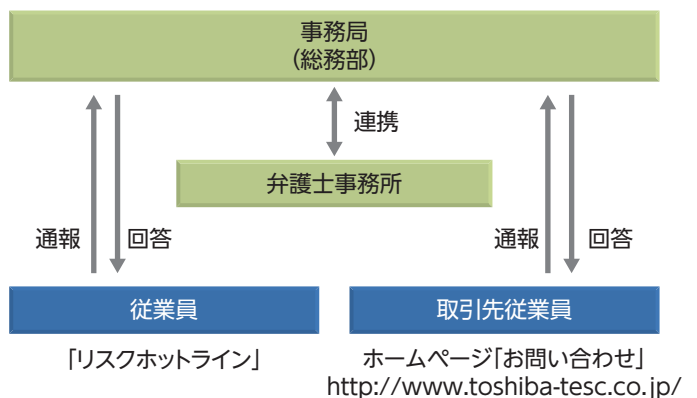 事務局
（総務部）
連携
弁護士事務所
通報
回答
通報
回答
従業員
取引先従業員
「リスクホットライン」
ホームページ「お問い合わせ」
http://www.toshiba-tesc.co.jp/